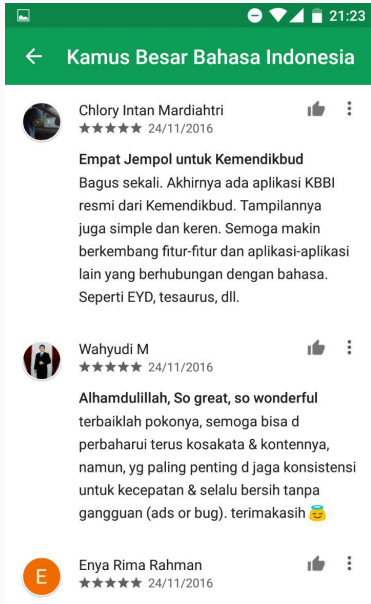 21:23
Kamus Besar Bahasa Indonesia
Chlory Intan Mardiahtri
★★★★★ 24/11/2016
Empat Jempol untuk Kemendikbud
Bagus sekali. Akhirnya ada aplikasi KBBI
resmi dari Kemendikbud. Tampilannya
juga simple dan keren. Semoga makin
berkembang fitur-fitur dan aplikasi-aplikasi
lain yang berhubungan dengan bahasa.
Seperti EYD, tesaurus, dll.
Wahyudi M
★★★★★ 24/11/2016
Alhamdulillah, So great, so wonderful
terbaiklah pokonya, semoga bisa d
perbaharui terus kosakata & kontennya,
namun, yg paling penting d jaga konsistensi
untuk kecepatan & selalu bersih tanpa
gangguan (ads or bug). terimakasih 😇
E
Enya Rima Rahman
★★★★★ 24/11/2016